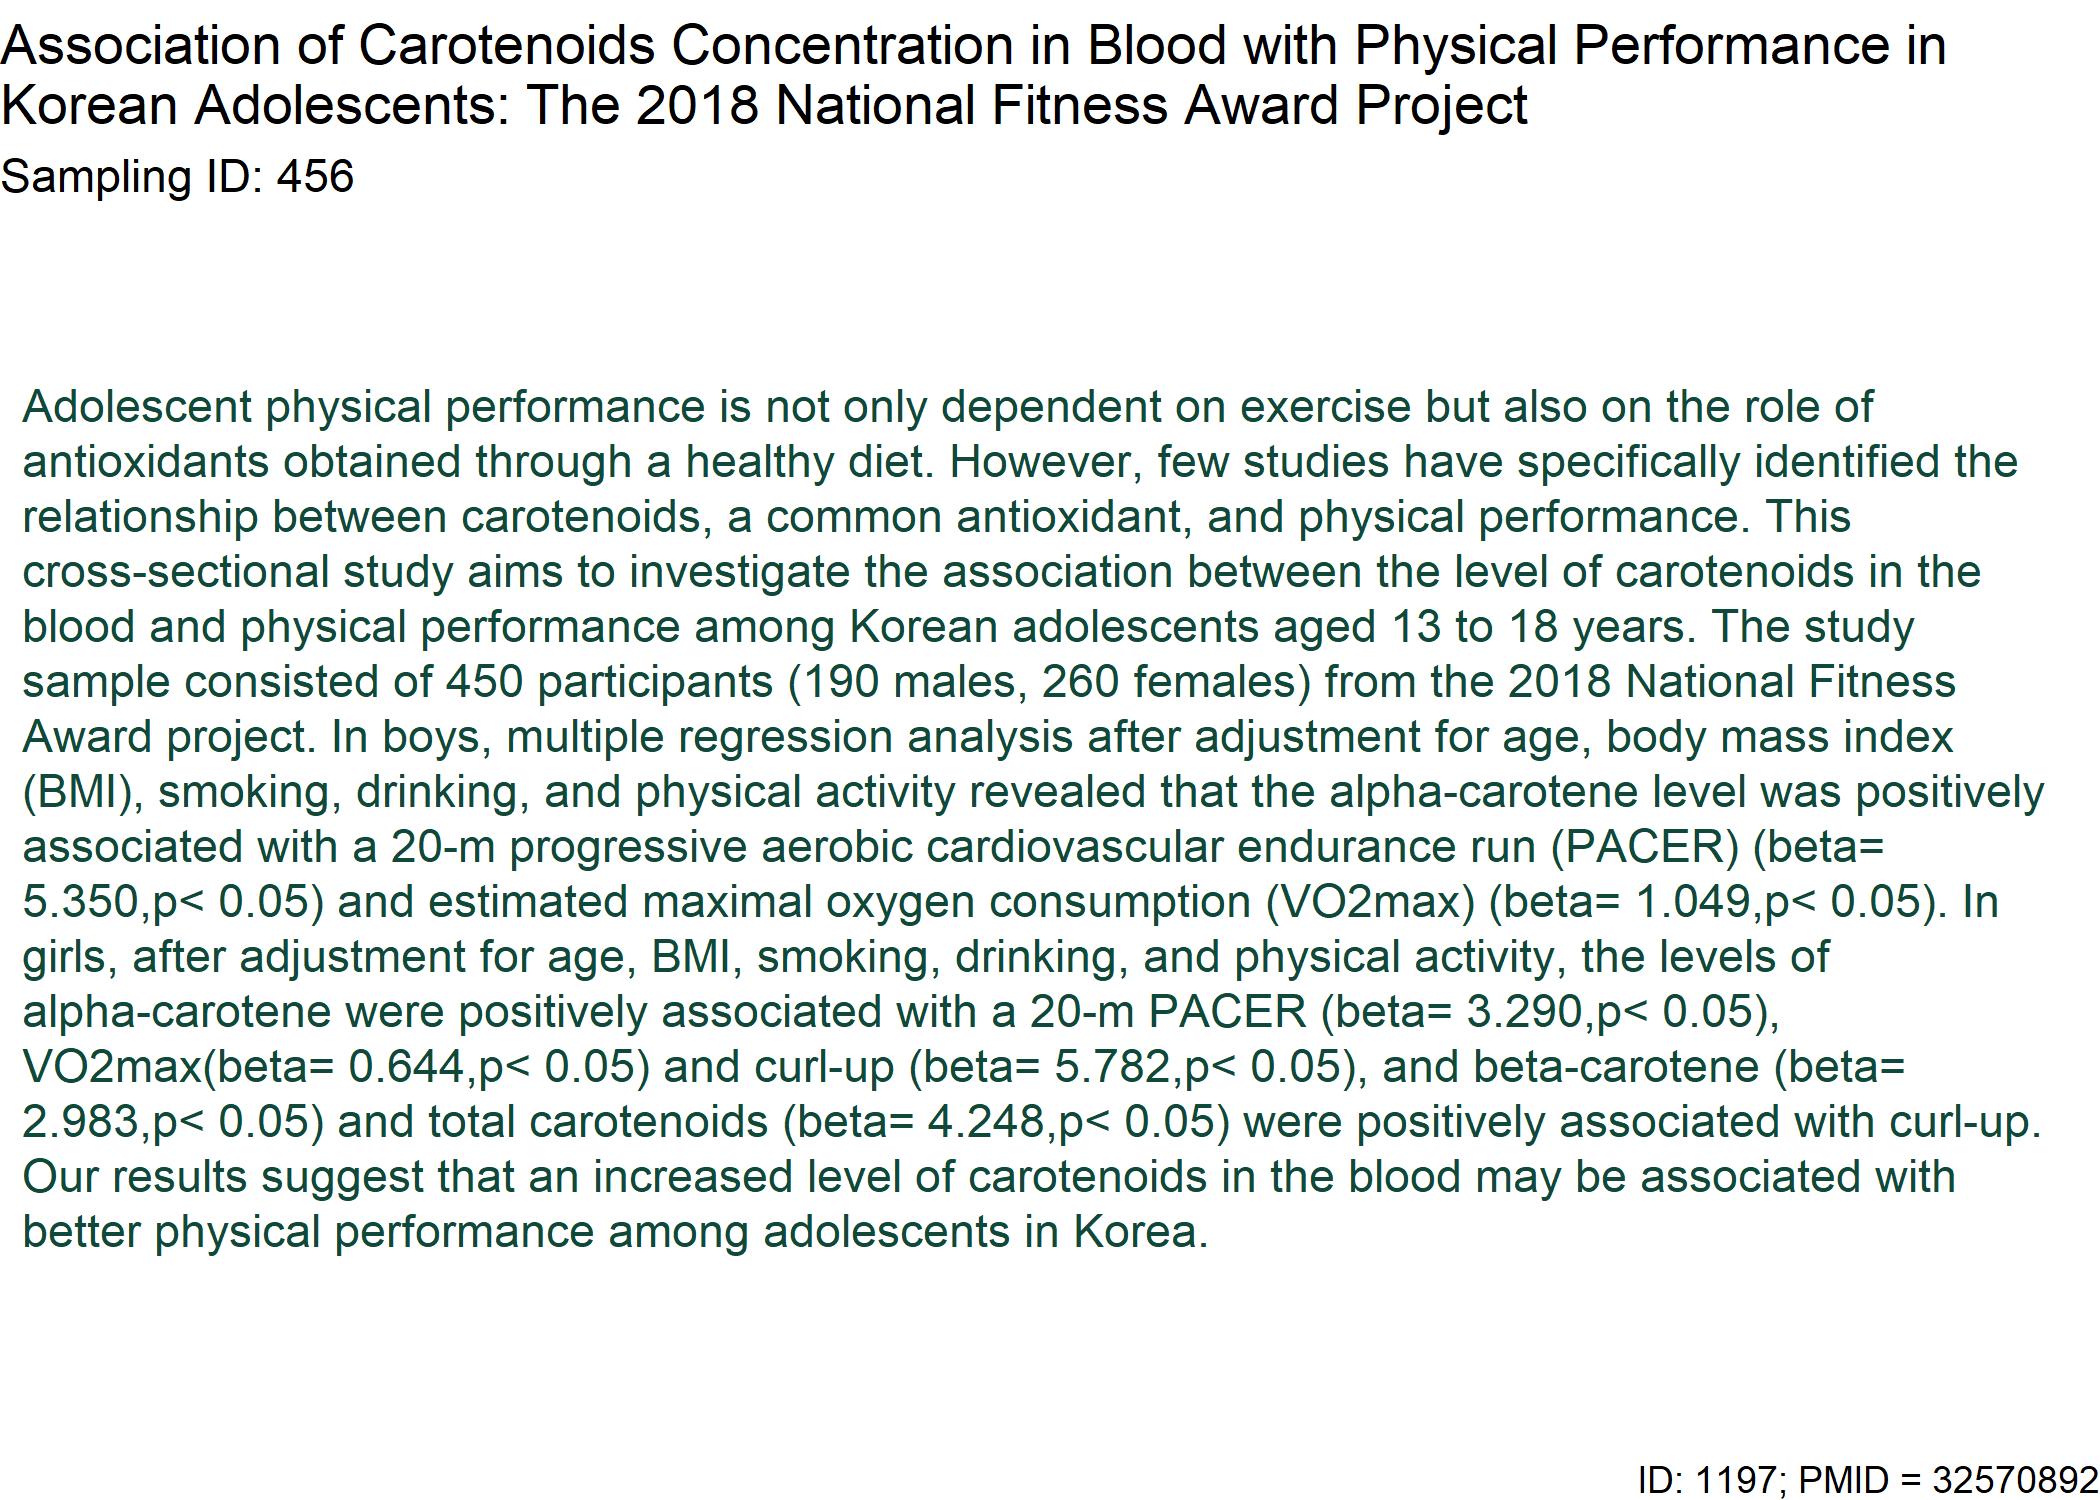 Association of Carotenoids Concentration in Blood with Physical Performance in
Korean Adolescents: The 2018 National Fitness Award Project
Sampling ID: 456
Adolescent physical performance is not only dependent on exercise but also on the role of
antioxidants obtained through a healthy diet. However, few studies have specifically identified the
relationship between carotenoids, a common antioxidant, and physical performance. This
cross-sectional study aims to investigate the association between the level of carotenoids in the
blood and physical performance among Korean adolescents aged 13 to 18 years. The study
sample consisted of 450 participants (190 males, 260 females) from the 2018 National Fitness
Award project. In boys, multiple regression analysis after adjustment for age, body mass index
(BMI), smoking, drinking, and physical activity revealed that the alpha-carotene level was positively
associated with a 20-m progressive aerobic cardiovascular endurance run (PACER) (beta=
5.350,p< 0.05) and estimated maximal oxygen consumption (VO2max) (beta= 1.049,p< 0.05). In
girls, after adjustment for age, BMI, smoking, drinking, and physical activity, the levels of
alpha-carotene were positively associated with a 20-m PACER (beta= 3.290,p< 0.05),
VO2max(beta= 0.644,p< 0.05) and curl-up (beta= 5.782,p< 0.05), and beta-carotene (beta=
2.983,p< 0.05) and total carotenoids (beta= 4.248,p< 0.05) were positively associated with curl-up.
Our results suggest that an increased level of carotenoids in the blood may be associated with
better physical performance among adolescents in Korea.
ID: 1197; PMID = 32570892